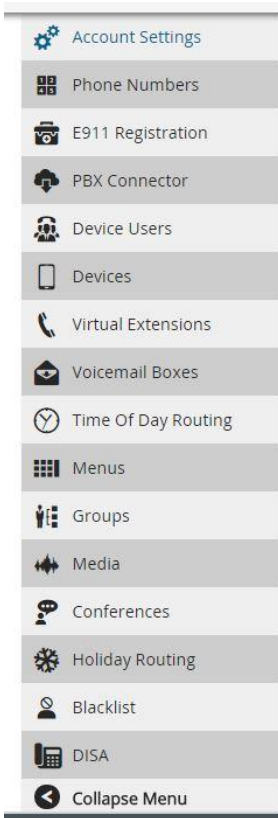 Account Settings
Phone Numbers
E911 Registration
PBX Connector
Device Users
Devices
Virtual Extensions
Voicemail Boxes
Time Of Day Routing
Menus
Groups
Media
Conferences
Holiday Routing
Blacklist
DISA
Collapse Menu